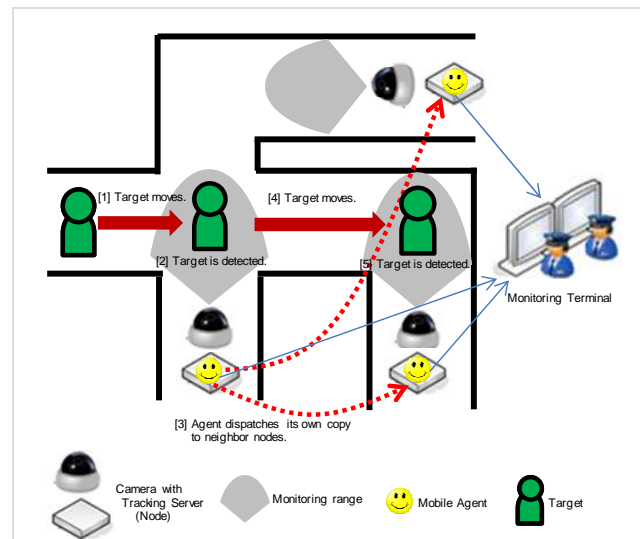 [1] Target moves.
[4] Target moves.
[2] Target is detected.
[5] Target is detected.
Monitoring Terminal
[3] Agent dispatches its own copy
to neighbor nodes.
Camera with
Tracking Server
(Node)
Monitoring range
Mobile Agent
Target